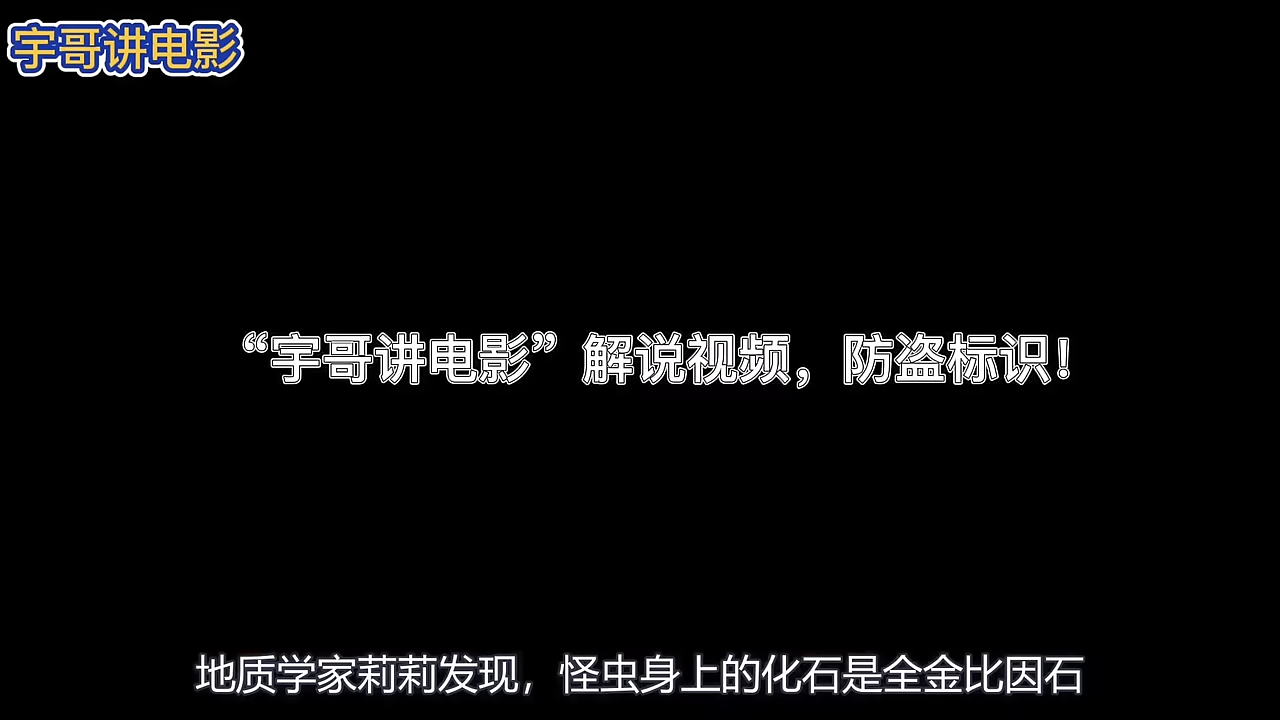 宇哥讲电影
“宇哥讲电影”解说视频，防盗标识！
地质学家莉莉发现，怪虫身上的化石是全金比因石